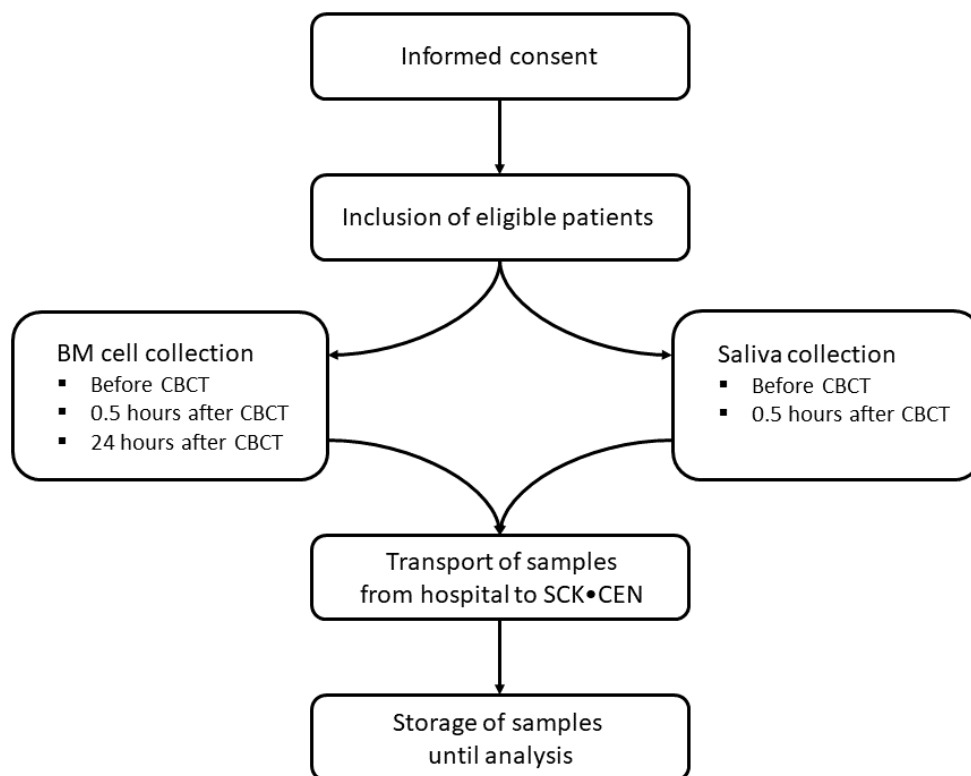 Informed consent
Inclusion of eligible patients
BM cell collection
▪ Before CBCT
▪ 0.5 hours after CBCT
▪ 24 hours after CBCT
Saliva collection
▪ Before CBCT
▪ 0.5 hours after CBCT
Transport of samples
from hospital to SCK•CEN
Storage of samples
until analysis